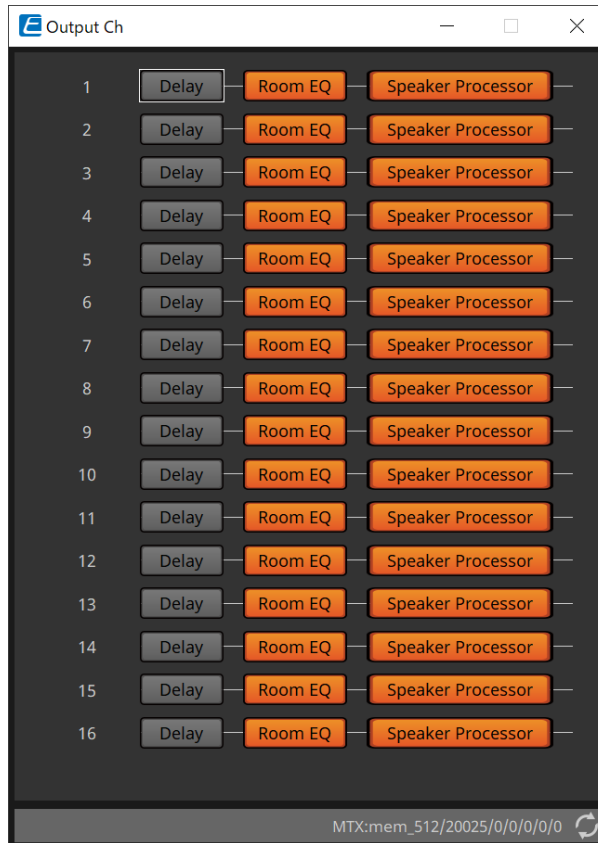 Output Ch
1 Delay Room EQ Speaker Processor
2 Delay Room EQ Speaker Processor
3 Delay Room EQ Speaker Processor
4 Delay Room EQ Speaker Processor
5 Delay Room EQ Speaker Processor
6 Delay Room EQ Speaker Processor
7 Delay Room EQ Speaker Processor
8 Delay Room EQ Speaker Processor
9 Delay Room EQ Speaker Processor
10 Delay Room EQ Speaker Processor
11 Delay Room EQ Speaker Processor
12 Delay Room EQ Speaker Processor
13 Delay Room EQ Speaker Processor
14 Delay Room EQ Speaker Processor
15 Delay Room EQ Speaker Processor
16 Delay Room EQ Speaker Processor
MTX:mem_512/20025/0/0/0/0/0